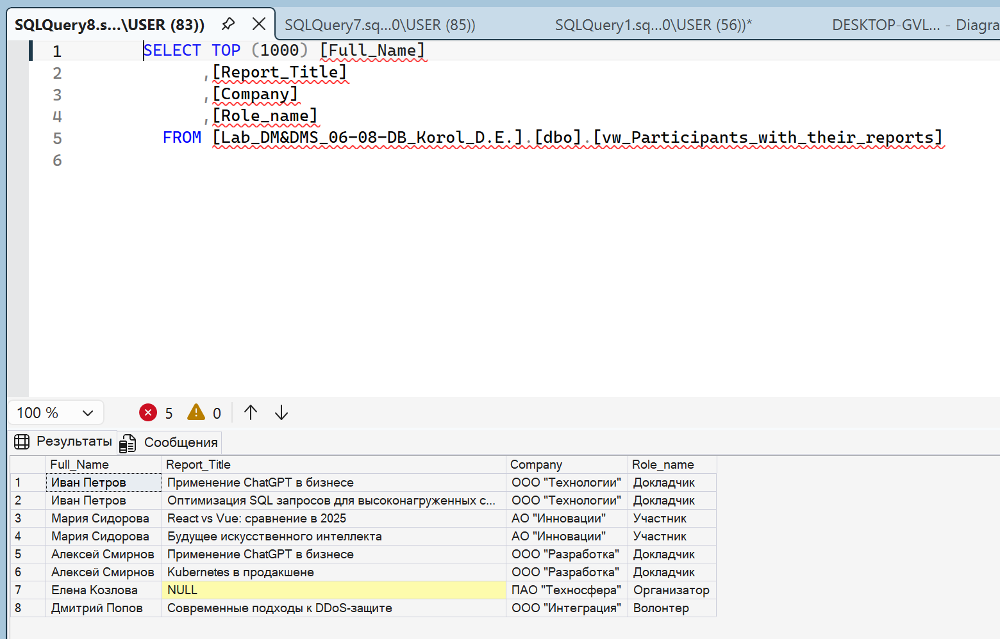 SQLQuery8.s...\USER (83)) SQLQuery7.sq...0\USER (85)) SQLQuery1.sq...0\USER (56))* DESKTOP-GVL... - Diagra
1 SELECT TOP (1000) [Full_Name]
2 ,[Report_Title]
3 ,[Company]
4 ,[Role_name]
5 FROM [Lab_DM&DMS_06-08-DB_Korol_D.E.].[dbo].[vw_Participants_with_their_reports]
6
100 % 5 0
Результаты Сообщения
Full_Name Report_Title Company Role_name
1 Иван Петров Применение ChatGPT в бизнесе ООО "Технологии" Докладчик
2 Иван Петров Оптимизация SQL запросов для высоконагруженных с... ООО "Технологии" Докладчик
3 Мария Сидорова React vs Vue: сравнение в 2025 АО "Инновации" Участник
4 Мария Сидорова Будущее искусственного интеллекта АО "Инновации" Участник
5 Алексей Смирнов Применение ChatGPT в бизнесе ООО "Разработка" Докладчик
6 Алексей Смирнов Kubernetes в продакшене ООО "Разработка" Докладчик
7 Елена Козлова NULL ПАО "Техносфера" Организатор
8 Дмитрий Попов Современные подходы к DDoS-защите ООО "Интеграция" Волонтер